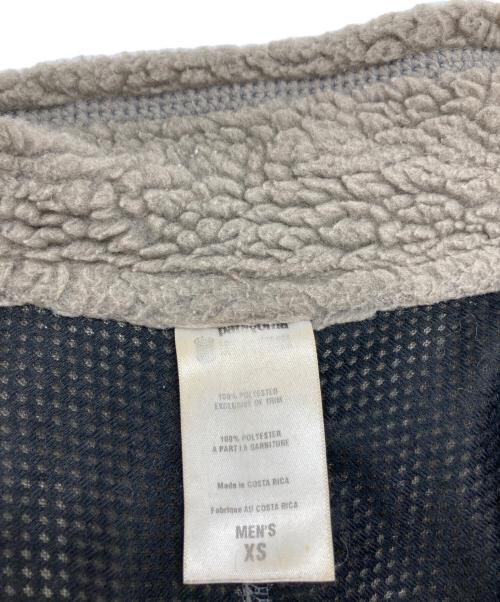 100% POLYESTER
EXCLUSIVE OF TRIM
100% POLYESTER
A PART LA GARNITURE
Made in COSTA RICA
Fabrique AU COSTA RICA
MEN'S
XS